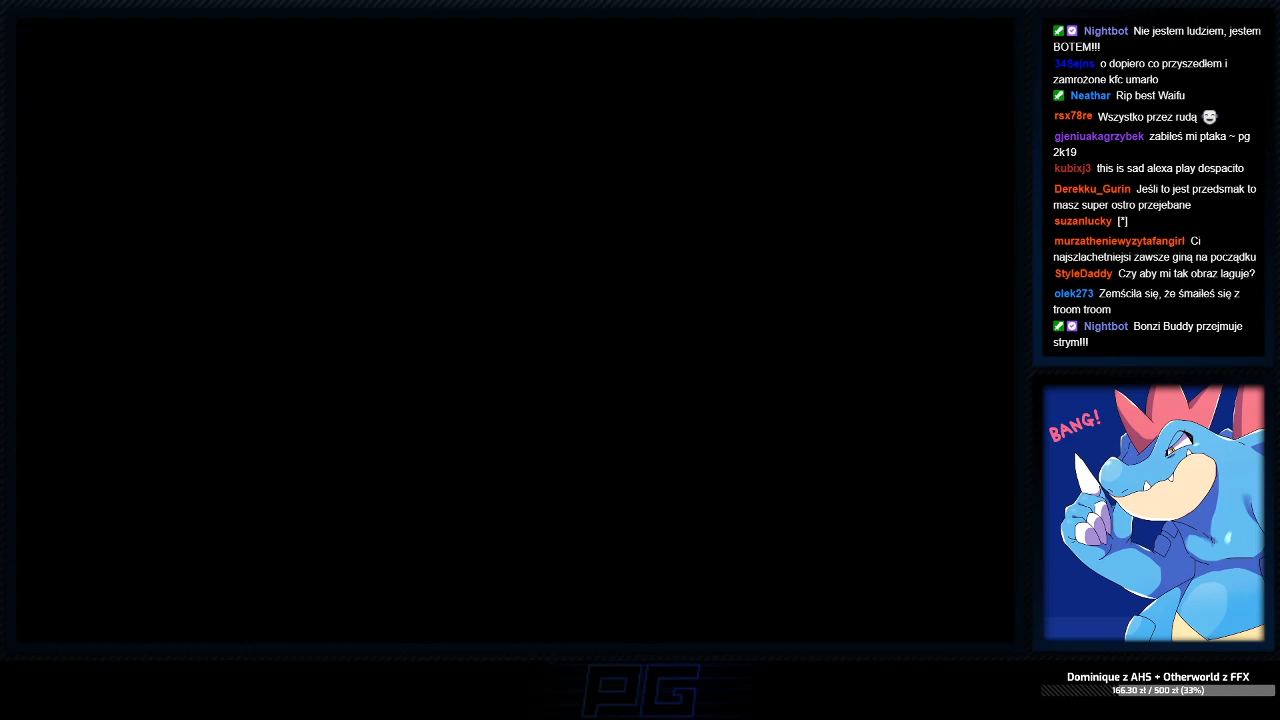 Nightbot Nie jestem ludziem, jestem
BOTEM!!!
345ejns o dopiero co przyszedłem i
zamrożone kfc umarło
Neathar Rip best Waifu
rsx78re Wszystko przez rudą
gjeniuakagrzybek zabiłeś mi ptaka ~ pg
2k19
kubixj3 this is sad alexa play despacito
Derekku_Gurin Jeśli to jest przedsmak to
masz super ostro przejebane
suzanlucky [*]
murzatheniewyzytafangirl Ci
najszlachetniejsi zawsze giną na początku
StyleDaddy Czy aby mi tak obraz laguje?
olek273 Zemściła się, że śmiałeś się z
troom troom
Nightbot Bonzi Buddy przejmuje
strym!!!
BANG!
PG
Dominique z AHS + Otherworld z FFX
166.30 zł / 500 zł (33%)